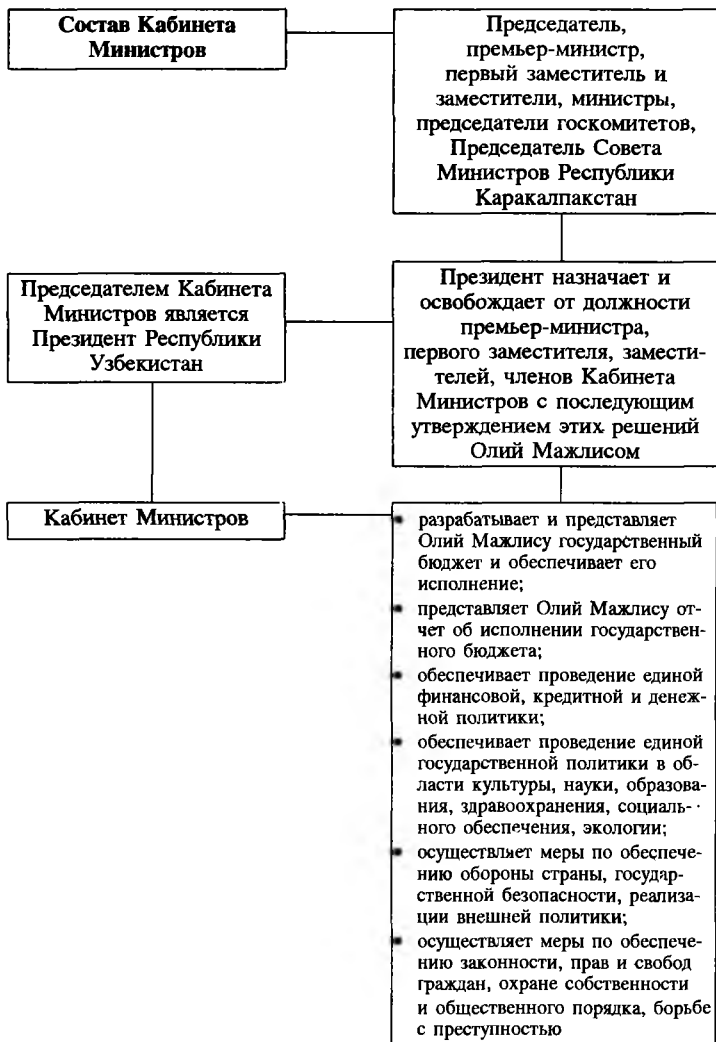 Состав Кабинета
Министров
Председатель,
премьер-министр,
первый заместитель и
заместители, министры,
председатели госкомитетов,
Председатель Совета
Министров Республики
Каракалпакстан
Председателем Кабинета
Министров является
Президент Республики
Узбекистан
Президент назначает и
освобождает от должности
премьер-министра,
первого заместителя, замести-
телей, членов Кабинета
Министров с последующим
утверждением этих решений
Олий Мажлисом
Кабинет Министров
• разрабатывает и представляет
Олий Мажлису государственный
бюджет и обеспечивает его
исполнение;
• представляет Олий Мажлису от-
чет об исполнении государствен-
ного бюджета;
• обеспечивает проведение единой
финансовой, кредитной и денеж-
ной политики;
• обеспечивает проведение единой
государственной политики в об-
ласти культуры, науки, образова-
ния, здравоохранения, социаль-
ного обеспечения, экологии;
• осуществляет меры по обеспече-
нию обороны страны, государ-
ственной безопасности, реализа-
ции внешней политики;
• осуществляет меры по обеспече-
нию законности, прав и свобод
граждан, охране собственности
и общественного порядка, борьбе
с преступностью